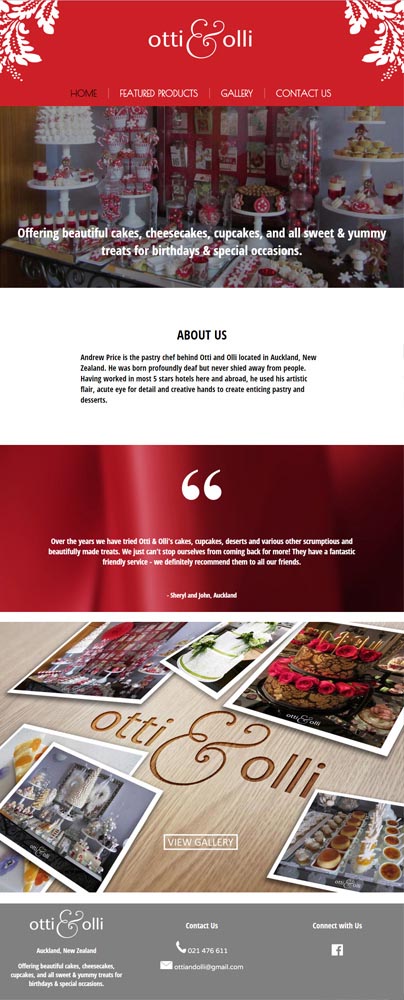 otti & olli
HOME
FEATURED PRODUCTS
GALLERY
CONTACT US
Offering beautiful cakes, cheesecakes, cupcakes, and all sweet & yummy
treats for birthdays & special occasions.
ABOUT US
Andrew Price is the pastry chef behind Otti and Olli located in Auckland, New
Zealand. He was born profoundly deaf but never shied away from people.
Having worked in most 5 stars hotels here and abroad, he used his artistic
flair, acute eye for detail and creative hands to create enticing pastry and
desserts.
“
Over the years we have tried Otti & Olli's cakes, cupcakes, deserts and various other scrumptious and
beautifully made treats. We just can't stop ourselves from coming back for more! They have a fantastic
friendly service - we definitely recommend them to all our friends.
- Sheryl and John, Auckland
otti & olli
otti & olli
otti & olli
otti & olli
VIEW GALLERY
otti & olli
Auckland, New Zealand
Offering beautiful cakes, cheesecakes,
cupcakes, and all sweet & yummy treats for
birthdays & special occasions.
Contact Us
021 476 611
ottiandolli@gmail.com
Connect with Us